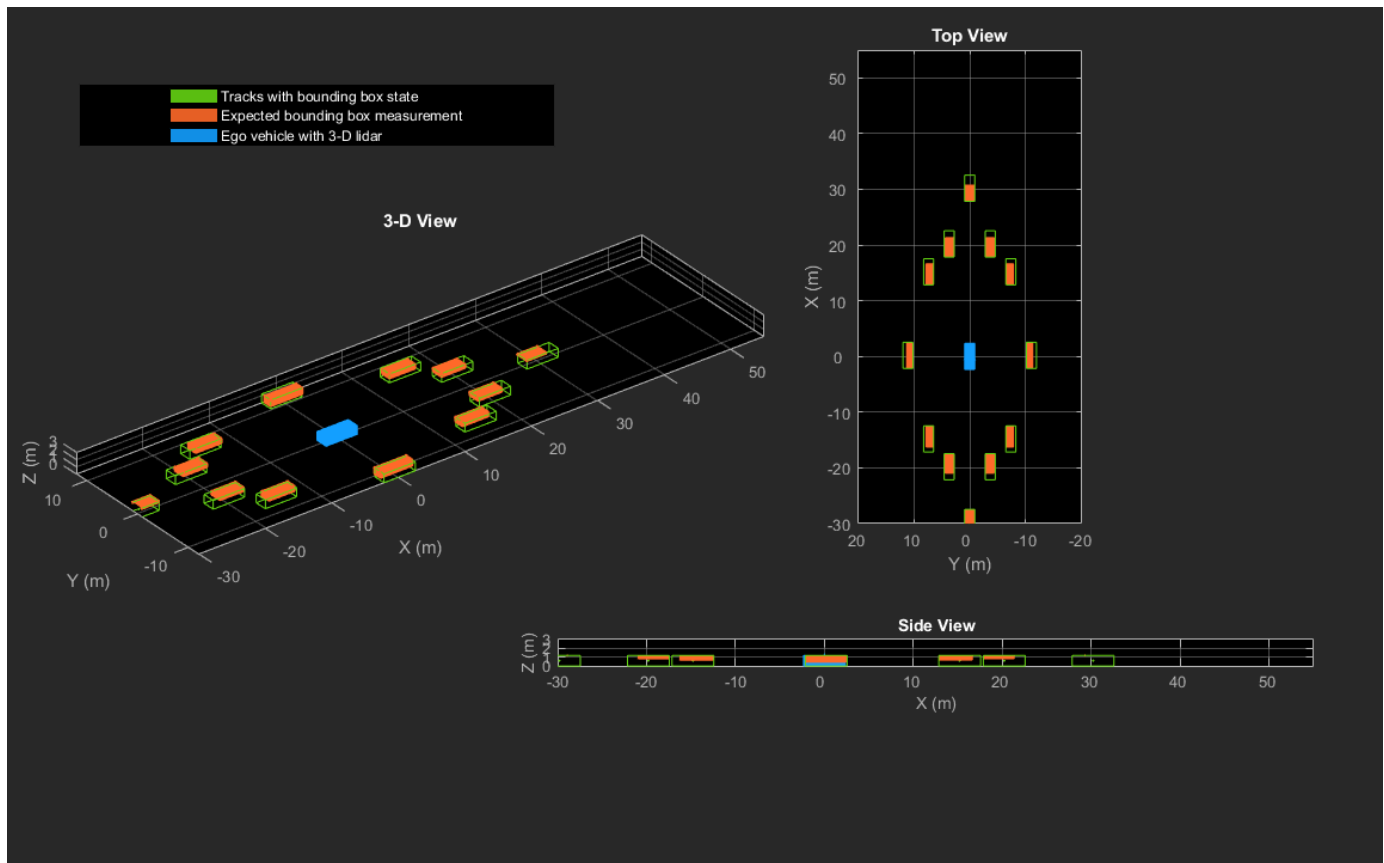 Top View
Tracks with bounding box state
Expected bounding box measurement
Ego vehicle with 3-D lidar
3-D View
50
40
30
20
10
0
-10
-20
-30
X (m)
20 10 0 -10 -20
Y (m)
3
2
1
0
Z (m)
10
0
-10
Y (m)
-30
-20
-10
0
10
20
30
40
50
X (m)
Side View
3
2
1
0
Z (m)
-30 -20 -10 0 10 20 30 40 50
X (m)